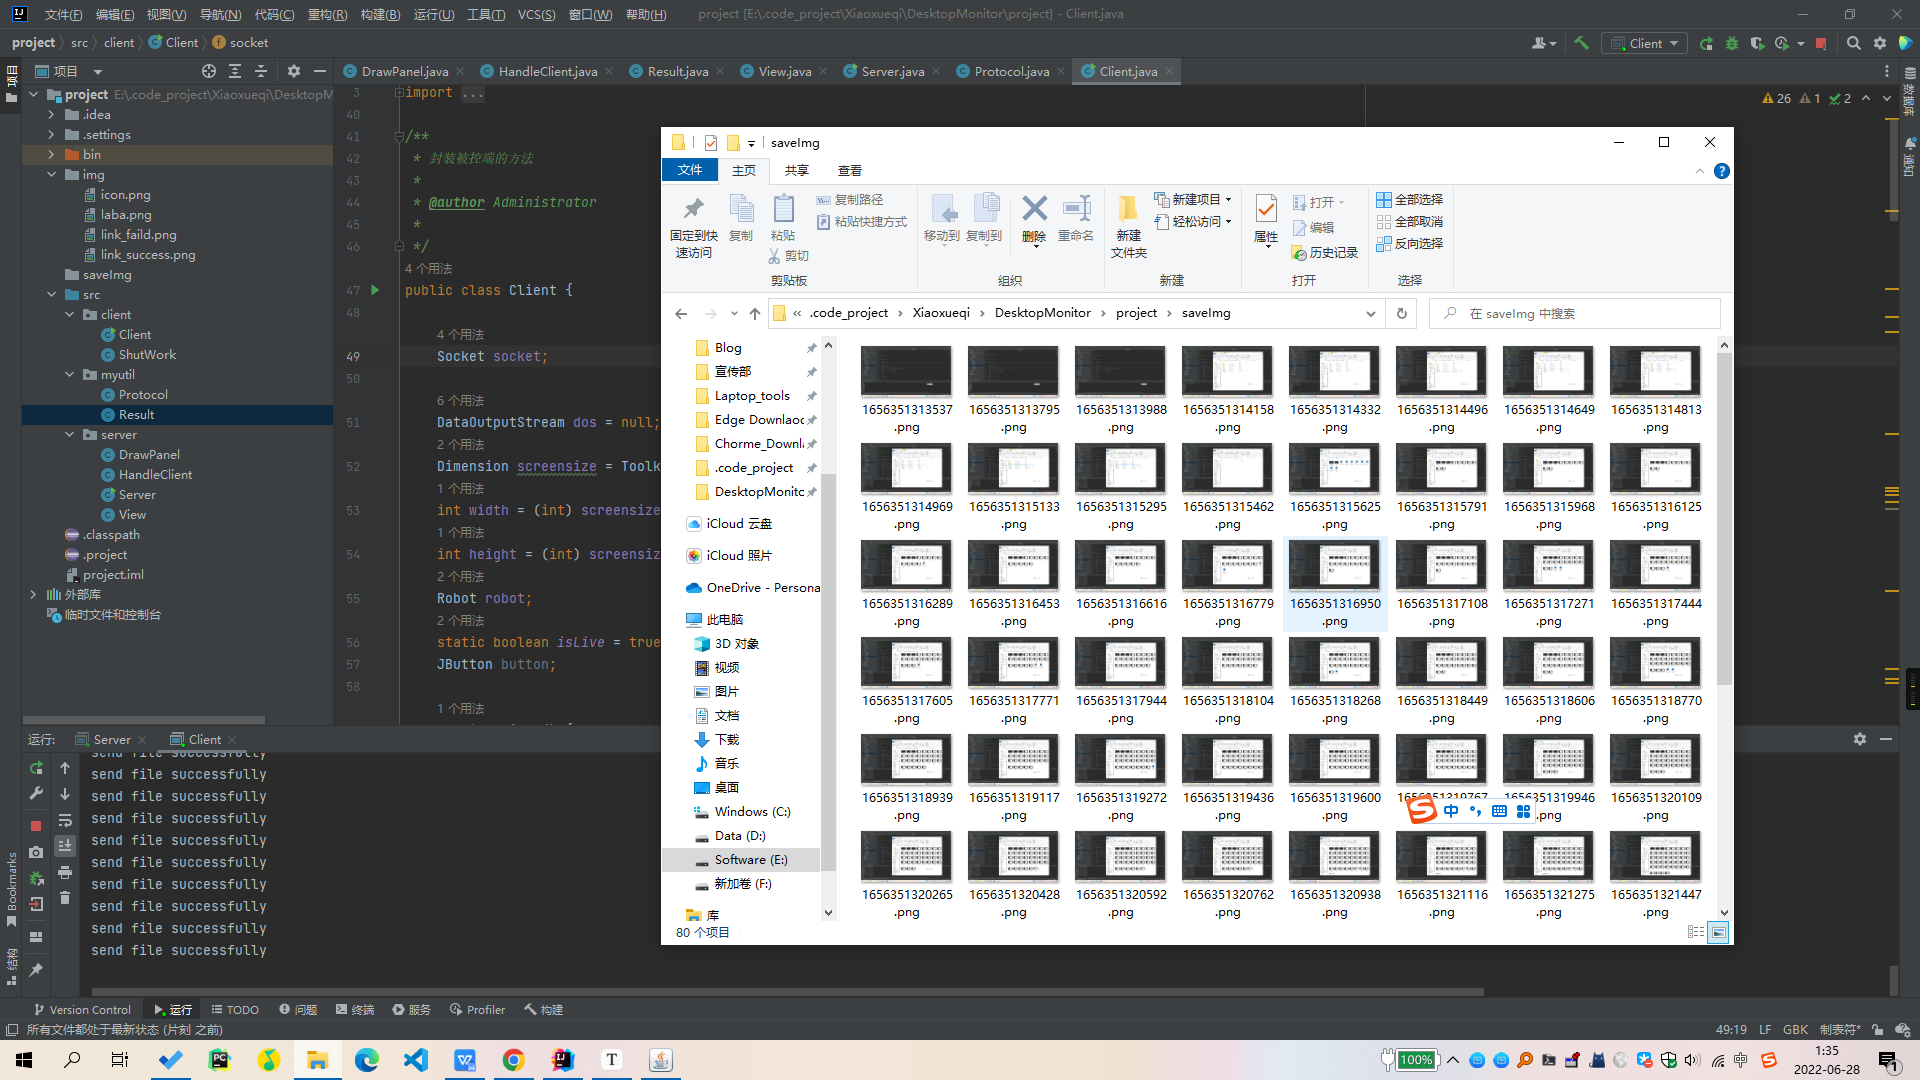 文件(F) 编辑(E) 视图(V) 导航(N) 代码(C) 重构(R) 构建(B) 运行(U) 工具(T) VCS(S) 窗口(W) 帮助(H) project [E:\.code_project\Xiaoxueqi\DesktopMonitor\project] - Client.java
project src client Client socket
Client
项目
DrawPanel.java HandleClient.java Result.java View.java Server.java Protocol.java Client.java
项目
数据库
通知
project E:\.code_project\Xiaoxueqi\DesktopM
.idea
.settings
bin
img
icon.png
laba.png
link_faild.png
link_success.png
saveImg
src
client
Client
ShutWork
myutil
Protocol
Result
server
DrawPanel
HandleClient
Server
View
.classpath
.project
project.iml
外部库
临时文件和控制台
26 1 2
3 import ...
40
41 /**
42 * 封装被控端的方法
43 *
44 * @author Administrator
45 *
46 */
4 个用法
47 public class Client {
48
4 个用法
49 Socket socket;
50
6 个用法
51 DataOutputStream dos = null;
2 个用法
52 Dimension screensize = Toolk
1 个用法
53 int width = (int) screensize
1 个用法
54 int height = (int) screensiz
2 个用法
55 Robot robot;
2 个用法
56 static boolean isLive = true
57 JButton button;
58
1 个用法
saveImg
文件 主页 共享 查看
固定到快速访问
复制
粘贴
复制路径
粘贴快捷方式
剪切
剪贴板
移动到 复制到 删除 重命名
组织
新建文件夹
新建项目
轻松访问
新建
属性
打开
编辑
历史记录
打开
全部选择
全部取消
反向选择
选择
« .code_project Xiaoxueqi DesktopMonitor project saveImg
在 saveImg 中搜索
Blog
宣传部
Laptop_tools
Edge Downlaoc
Chorme_Downl
.code_project
DesktopMonitc
iCloud 云盘
iCloud 照片
OneDrive - Persona
此电脑
3D 对象
视频
图片
文档
下载
音乐
桌面
Windows (C:)
Data (D:)
Software (E:)
新加卷 (F:)
库
1656351313537.png 1656351313795.png 1656351313988.png 1656351314158.png 1656351314332.png 1656351314496.png 1656351314649.png 1656351314813.png
1656351314969.png 1656351315133.png 1656351315295.png 1656351315462.png 1656351315625.png 1656351315791.png 1656351315968.png 1656351316125.png
1656351316289.png 1656351316453.png 1656351316616.png 1656351316779.png 1656351316950.png 1656351317108.png 1656351317271.png 1656351317444.png
1656351317605.png 1656351317771.png 1656351317944.png 1656351318104.png 1656351318268.png 1656351318449.png 1656351318606.png 1656351318770.png
1656351318939.png 1656351319117.png 1656351319272.png 1656351319436.png 1656351319600.png 1656351319767 1656351319946.png 1656351320109.png
中
1656351320265.png 1656351320428.png 1656351320592.png 1656351320762.png 1656351320938.png 1656351321116.png 1656351321275.png 1656351321447.png
80 个项目
运行: Server Client
send file successfully
send file successfully
send file successfully
send file successfully
send file successfully
send file successfully
send file successfully
send file successfully
send file successfully
send file successfully
Bookmarks
结构
Version Control 运行 TODO 问题 终端 服务 Profiler 构建
所有文件都处于最新状态 (片刻 之前)
49:19 LF GBK 制表符*
100%
中
1:35
2022-06-28
1